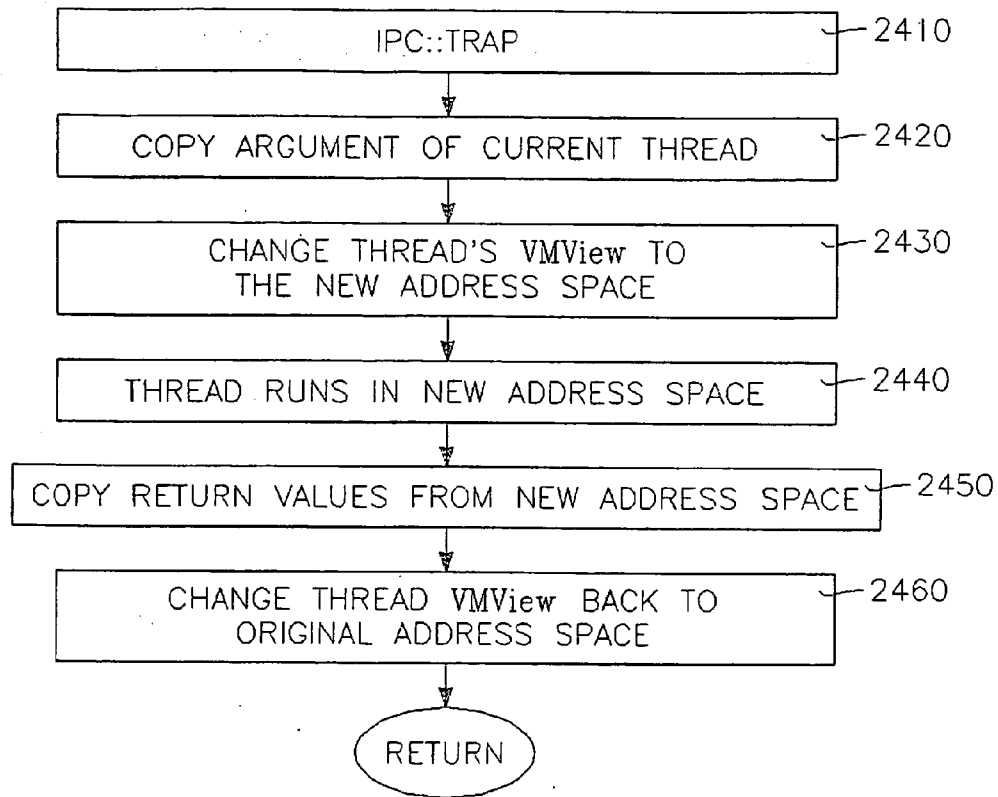 IPC::TRAP
2410
COPY ARGUMENT OF CURRENT THREAD
2420
CHANGE THREAD'S VMView TO
THE NEW ADDRESS SPACE
2430
THREAD RUNS IN NEW ADDRESS SPACE
2440
COPY RETURN VALUES FROM NEW ADDRESS SPACE
2450
CHANGE THREAD VMView BACK TO
ORIGINAL ADDRESS SPACE
2460
RETURN